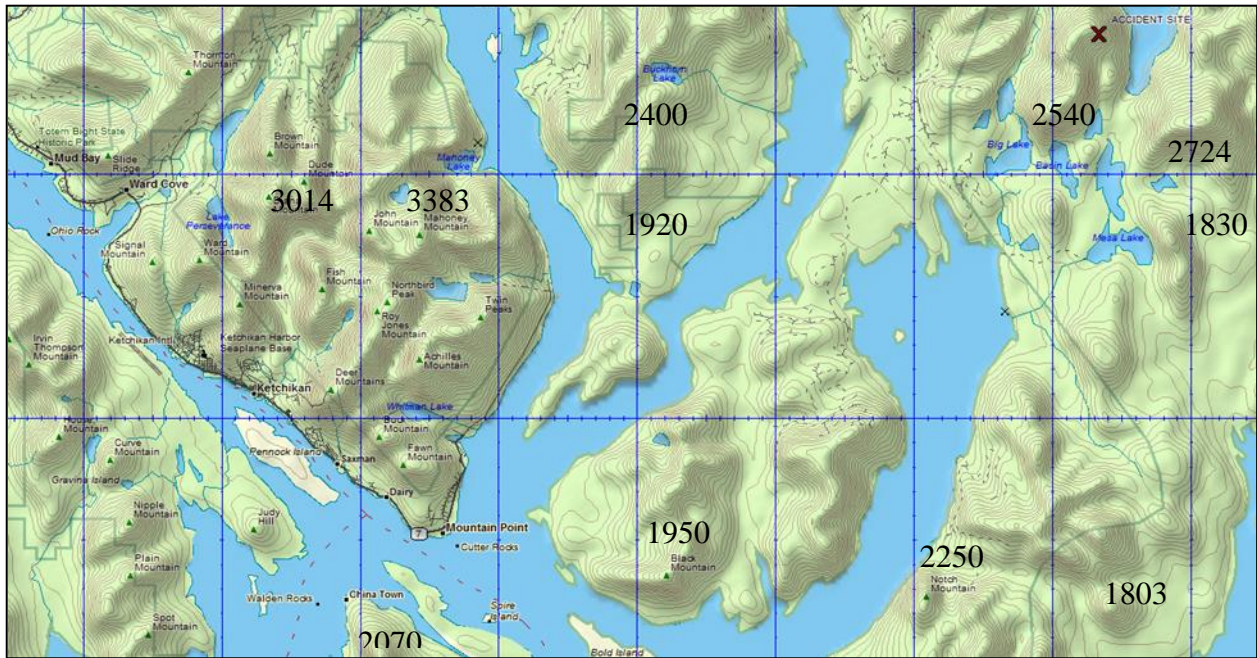 ACCIDENT SITE
Thornton
Mountain
Buckhorn
Lake
2400
2540
Totem Bight State
Historic Park
Mud Bay
Slide
Ridge
Brown
Mountain
Dude
Mountain
Mahoney
Lake
Big Lake
Basin Lake
2724
Ward Cove
3014
3383
Ohio Rock
Lake
Perseverance
John
Mountain
Mahoney
Mountain
1920
1830
Mesa Lake
Signal
Mountain
Ward
Mountain
Fish
Mountain
Minerva
Mountain
Northbird
Peak
Twin
Peaks
Roy
Jones
Mountain
Ketchikan Intl.
Ketchikan Harbor
Seaplane Base
Irvin
Thompson
Mountain
Achilles
Mountain
Ketchikan
Deer
Mountains
Whitman Lake
House
Mountain
Buck
Mountain
Curve
Mountain
Pennock Island
Saxman
Fawn
Mountain
Gravina Island
Dairy
Nipple
Mountain
Judy
Hill
7
Mountain Point
1950
Cutter Rocks
2250
Plain
Mountain
Black
Mountain
Notch
Mountain
1803
Walden Rocks
China Town
Spire
Island
Spot
Mountain
2070
Bold Island